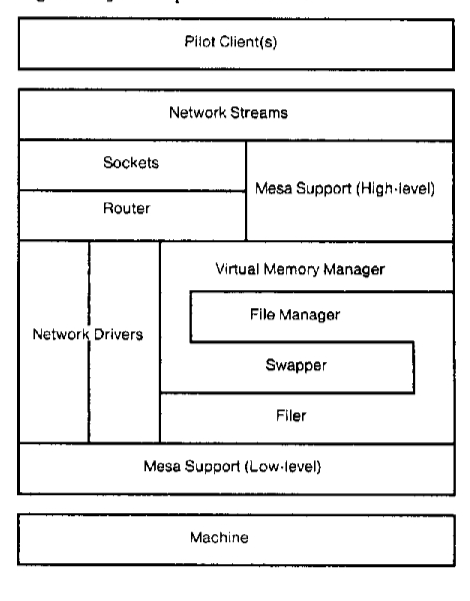 Pilot Client(s)
Network Streams
Sockets
Mesa Support (High-level)
Router
Virtual Memory Manager
File Manager
Network Drivers
Swapper
Filer
Mesa Support (Low-level)
Machine